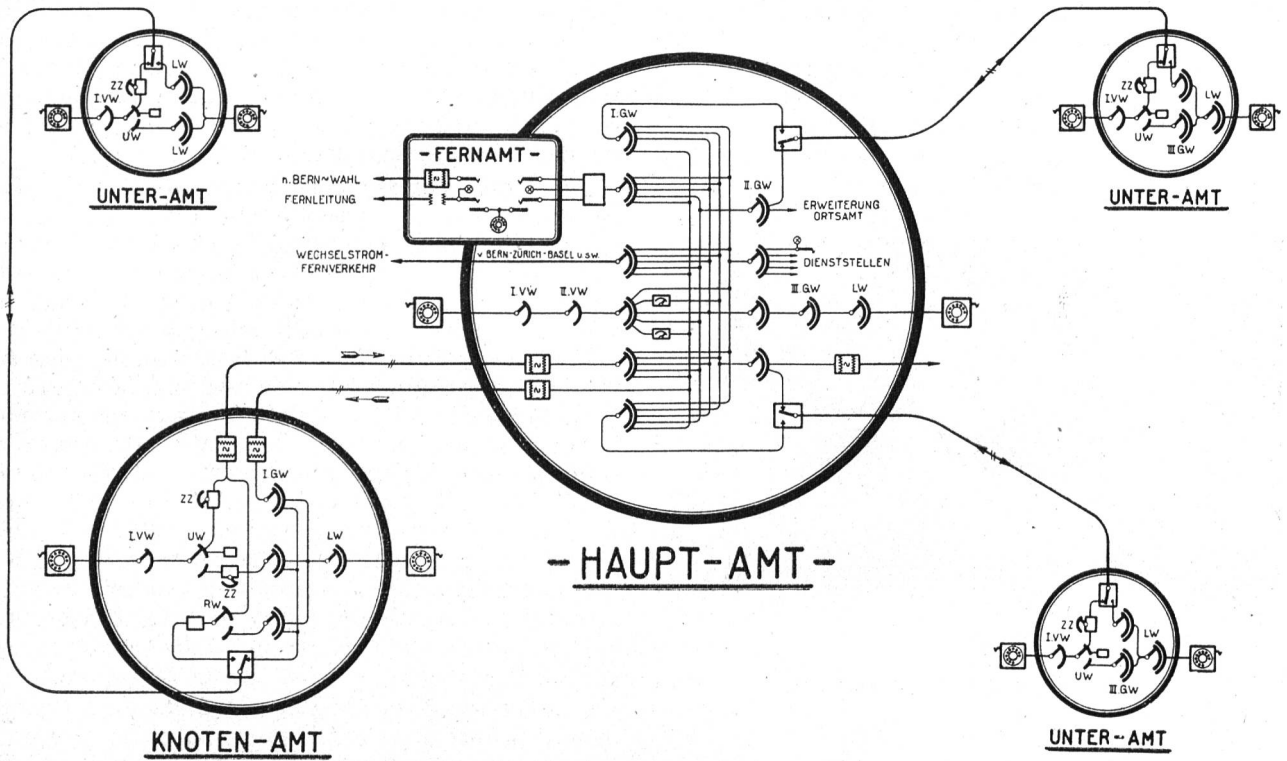 LW
ZZ
I.VW
UW
LW
UNTER-AMT
I.GW
- FERNAMT -
n. BERN~WAHL
FERNLEITUNG
II.GW
ERWEITERUNG
ORTSAMT
WECHSELSTROM-
FERNVERKEHR
v BERN-ZÜRICH-BASEL U.S.W.
DIENSTSTELLEN
I.VW
II.VW
III.GW
LW
- HAUPT-AMT -
ZZ
I.VW
LW
UW
III.GW
UNTER-AMT
I.GW
ZZ
I.VW
UW
LW
ZZ
RW
KNOTEN-AMT
ZZ
I.VW
LW
UW
III.GW
UNTER-AMT